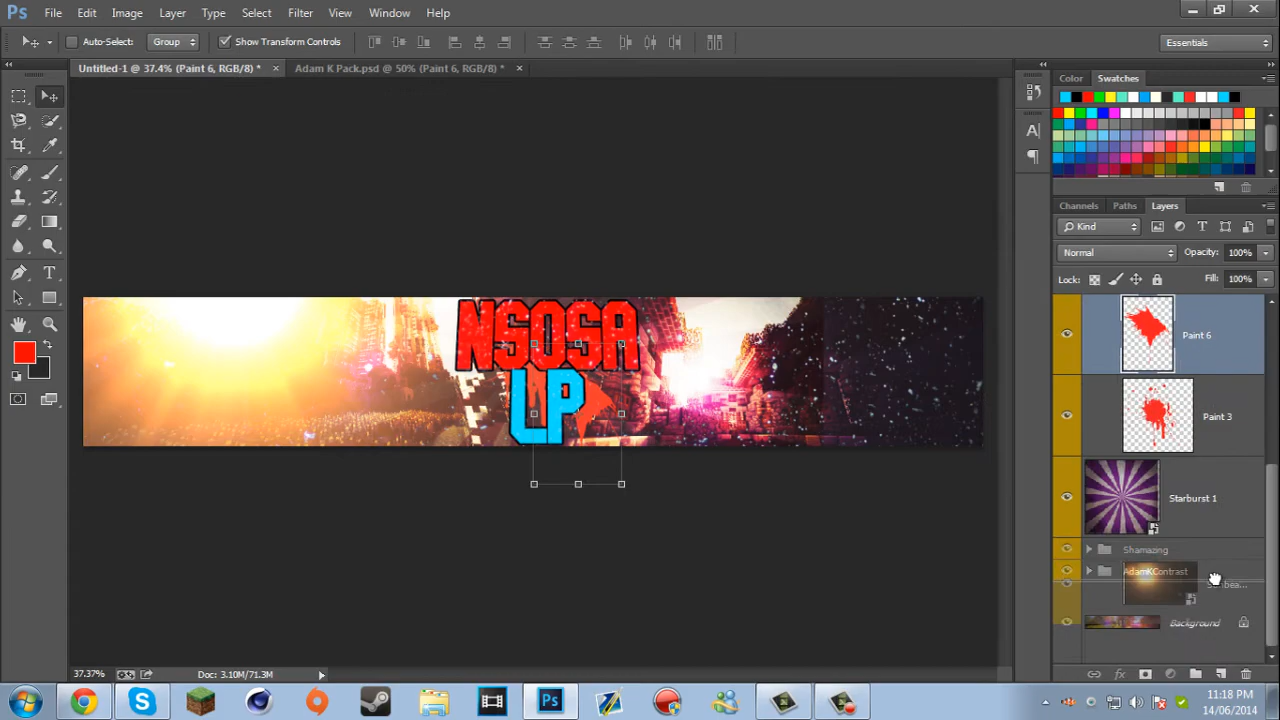 Ps File Edit Image Layer Type Select Filter View Window Help
Auto-Select: Group Show Transform Controls Essentials
Untitled-1 @ 37.4% (Paint 6, RGB/8) * × Adam K Pack.psd @ 50% (Paint 6, RGB/8) * ×
Color Swatches
Channels Paths Layers
Kind
Normal Opacity: 100%
Lock: Fill: 100%
Paint 6
Paint 3
Starburst 1
Shamazing
AdamKContrast
Background
NSOSA
LP
37.37% Doc: 3.10M/71.3M
11:18 PM
14/06/2014